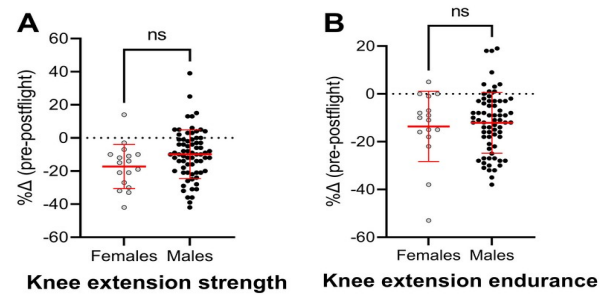 A
ns
%Δ (pre-postflight)
60
40
20
0
-20
-40
-60
Females Males
Knee extension strength
B
ns
%Δ (pre-postflight)
20
0
-20
-40
-60
Females Males
Knee extension endurance